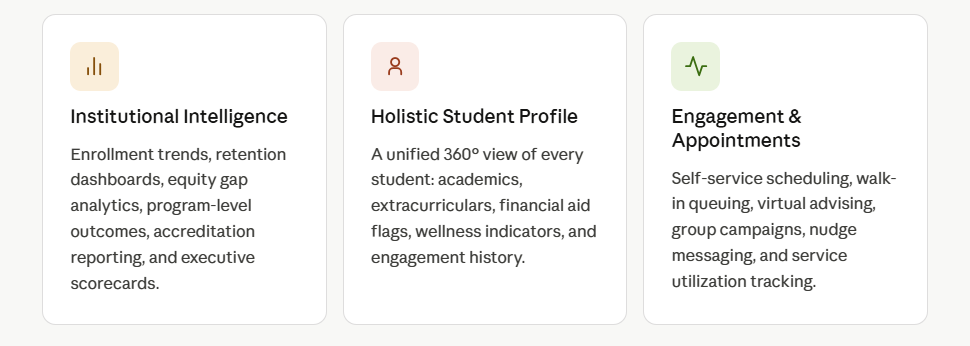 Institutional Intelligence
Enrollment trends, retention
dashboards, equity gap
analytics, program-level
outcomes, accreditation
reporting, and executive
scorecards.
Holistic Student Profile
A unified 360° view of every
student: academics,
extracurriculars, financial aid
flags, wellness indicators, and
engagement history.
Engagement &
Appointments
Self-service scheduling, walk-
in queuing, virtual advising,
group campaigns, nudge
messaging, and service
utilization tracking.